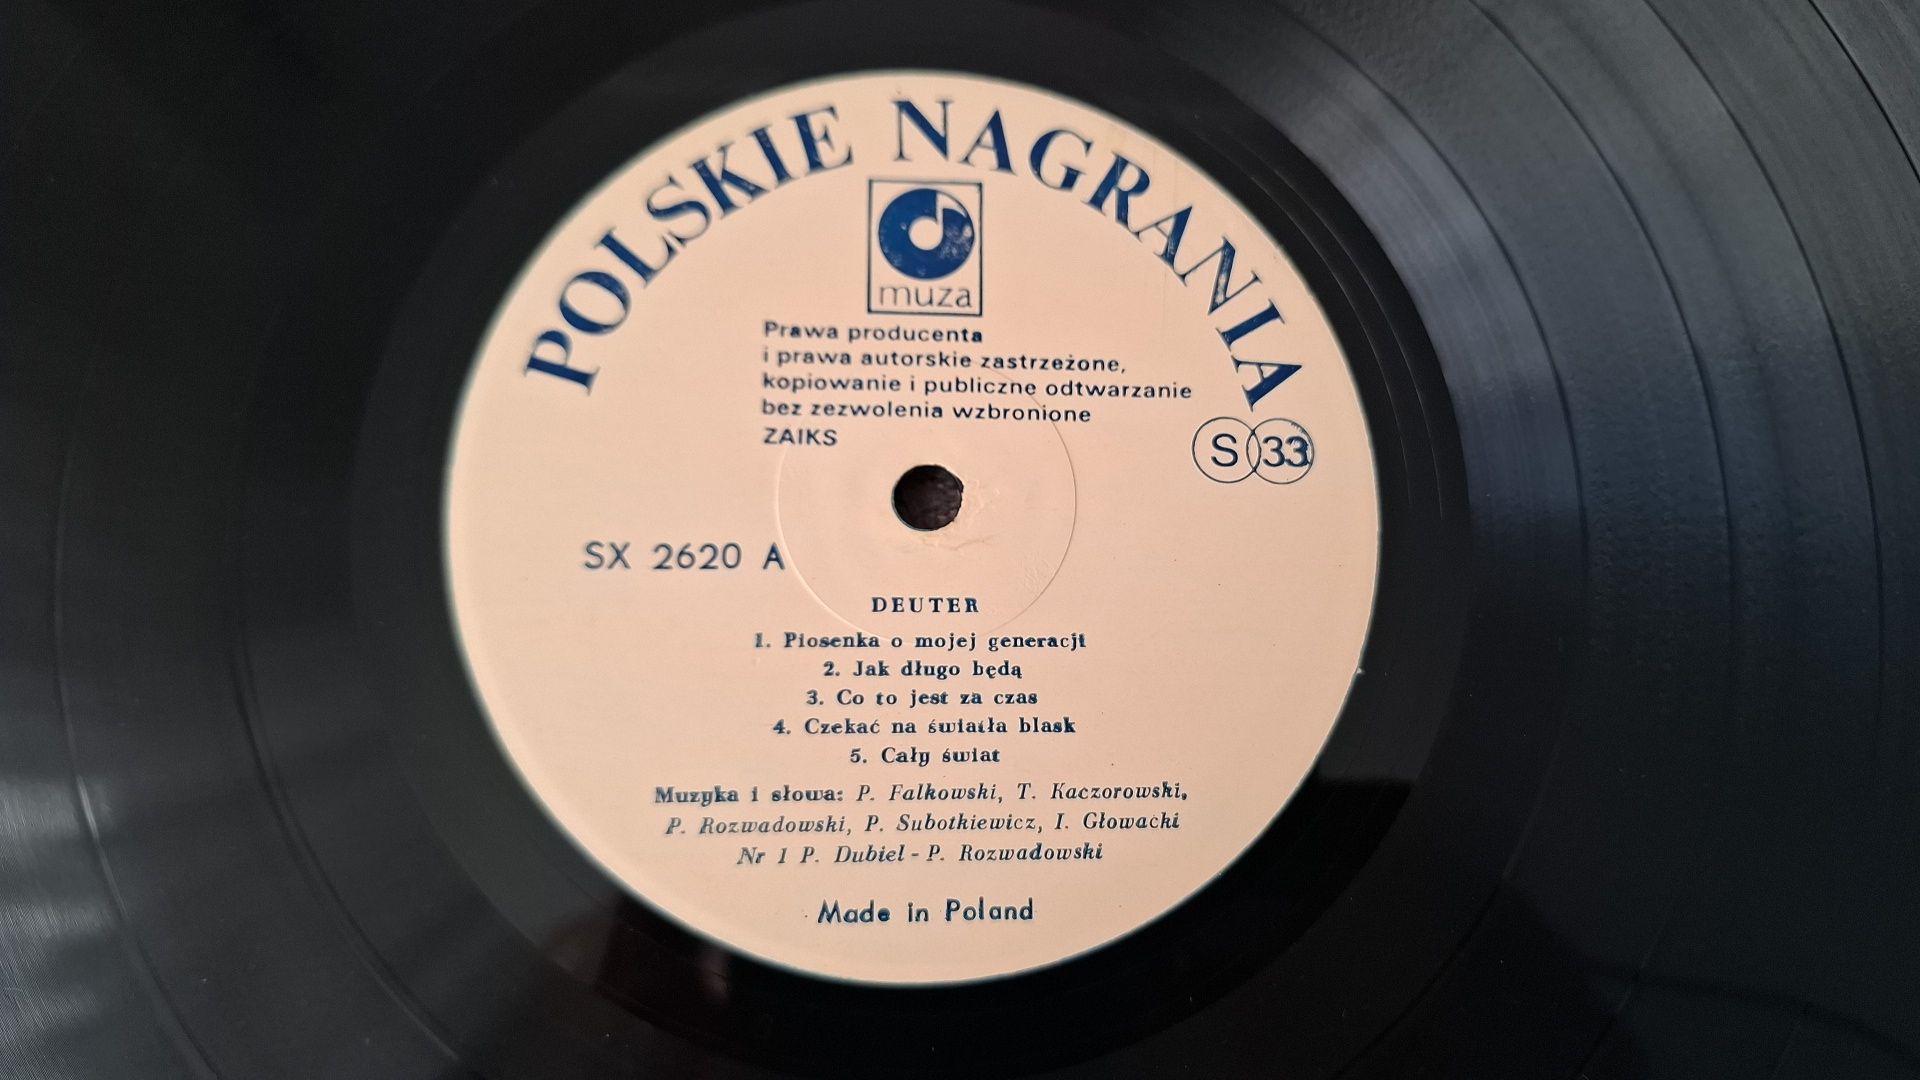 POLSKIE NAGRANIA
muza
Prawa producenta
i prawa autorskie zastrzeżone,
kopiowanie i publiczne odtwarzanie
bez zezwolenia wzbronione
ZAIKS
S 33
SX 2620 A
DEUTER
1. Piosenka o mojej generacji
2. Jak długo będą
3. Co to jest za czas
4. Czekać na światła blask
5. Cały świat
Muzyka i słowa: P. Falkowski, T. Kaczorowski,
P. Rozwadowski, P. Subotkiewicz, I. Głowacki
Nr 1 P. Dubiel - P. Rozwadowski
Made in Poland